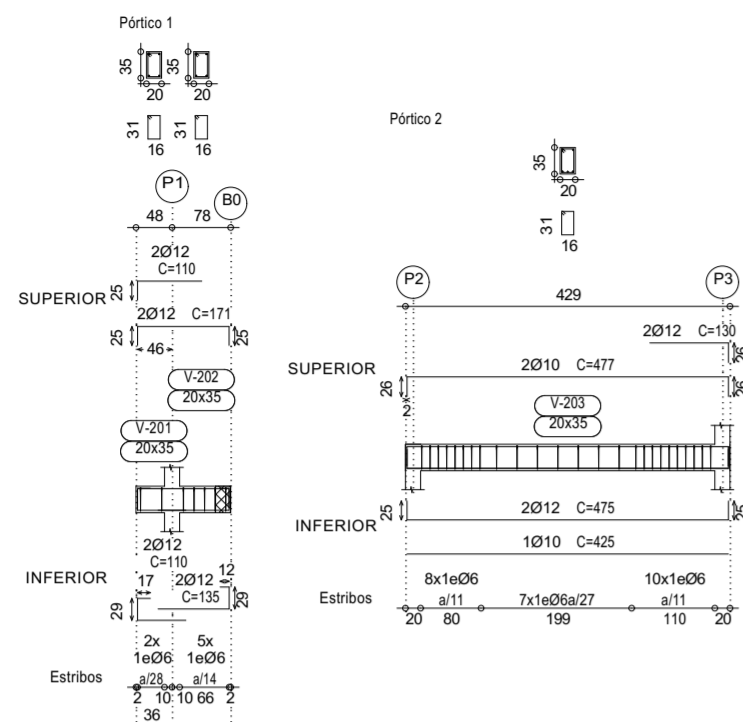 Pórtico 1
35
20
35
20
31
16
31
16
P1
B0
48
78
2Ø12
C=110
25
SUPERIOR
2Ø12 C=171
25
25
46
V-202
20x35
V-201
20x35
2Ø12
C=110
12
INFERIOR
17
2Ø12
C=135
29
29
2x
1eØ6
a/28
5x
1eØ6
a/14
Estribos
2 10 10 66 2
36
Pórtico 2
35
20
31
16
P2
P3
429
2Ø12 C=130
26
SUPERIOR
2Ø10 C=477
26
26
2
V-203
20x35
25
2Ø12 C=475
25
INFERIOR
1Ø10 C=425
8x1eØ6
a/11
7x1eØ6a/27
10x1eØ6
a/11
Estribos
20 80 199 110 20